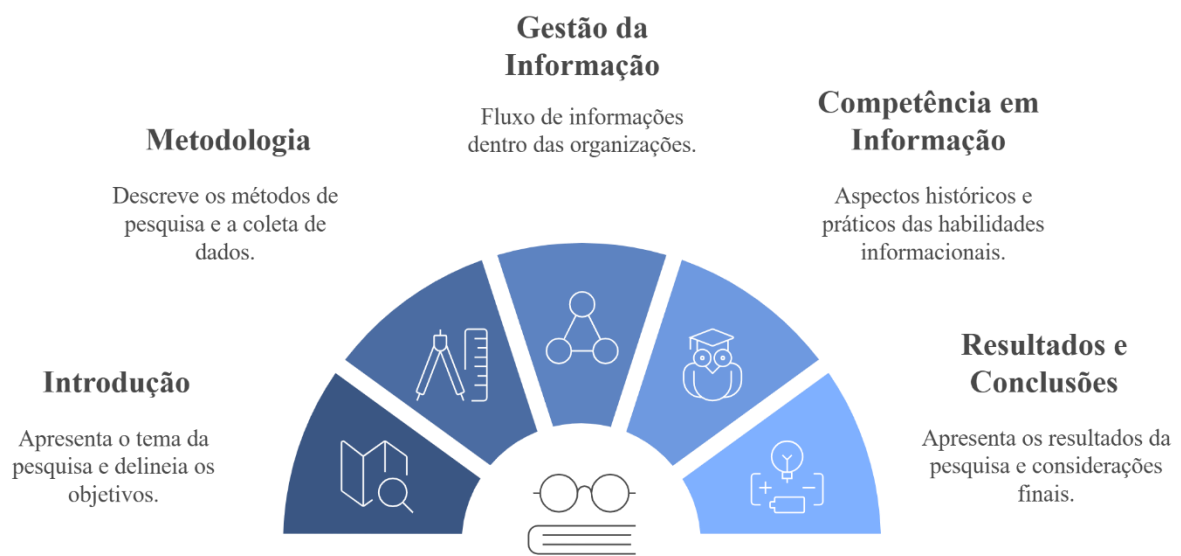 Introdução
Apresenta o tema da
pesquisa e delineia os
objetivos.
Metodologia
Descreve os métodos de
pesquisa e a coleta de
dados.
Gestão da
Informação
Fluxo de informações
dentro das organizações.
Competência em
Informação
Aspectos históricos e
práticos das habilidades
informacionais.
Resultados e
Conclusões
Apresenta os resultados da
pesquisa e considerações
finais.